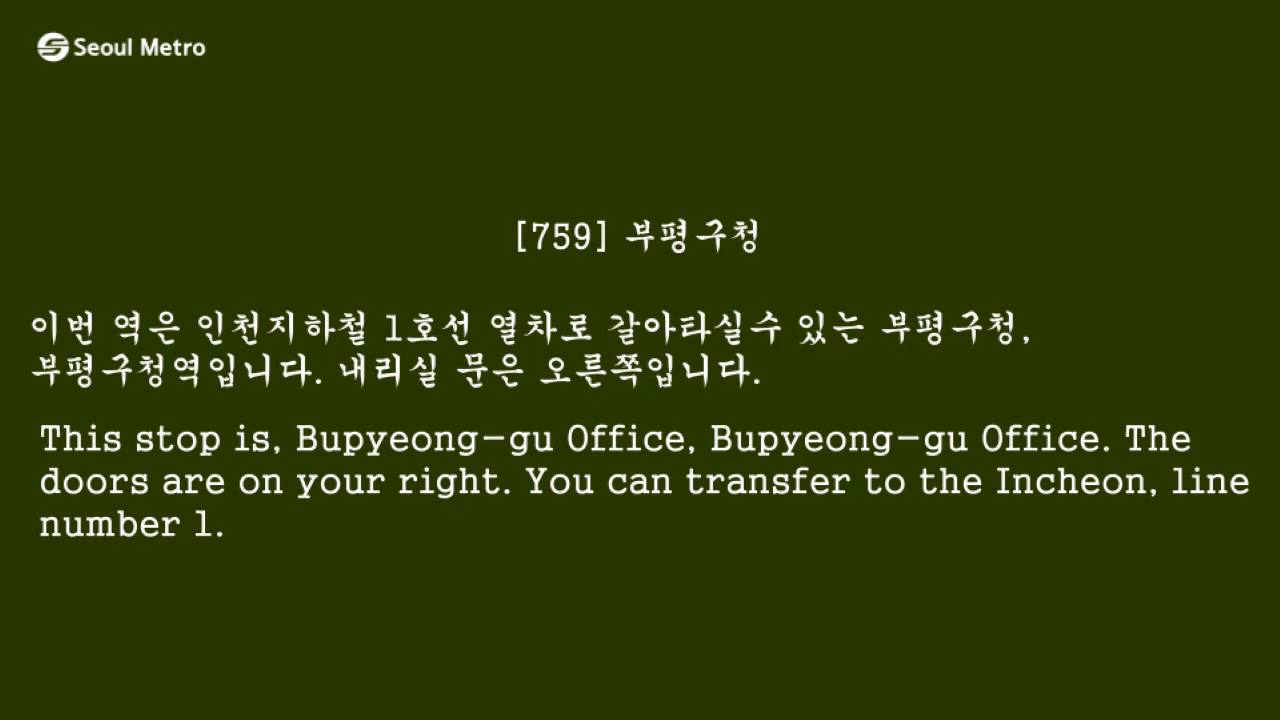 Seoul Metro
[759] 부평구청
이번 역은 인천지하철 1호선 열차로 갈아타실수 있는 부평구청,
부평구청역입니다. 내리실 문은 오른쪽입니다.
This stop is, Bupyeong-gu Office, Bupyeong-gu Office. The
doors are on your right. You can transfer to the Incheon, line
number 1.